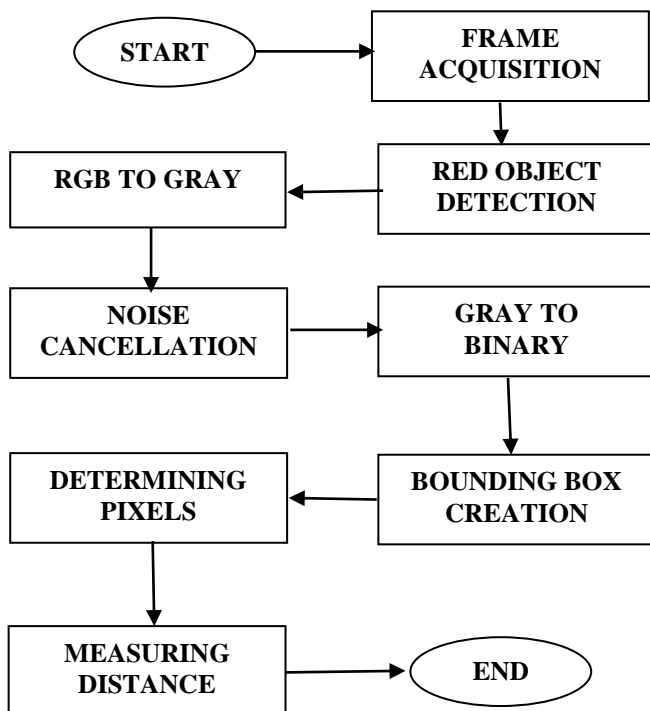 START
FRAME
ACQUISITION
RED OBJECT
DETECTION
RGB TO GRAY
NOISE
CANCELLATION
GRAY TO
BINARY
BOUNDING BOX
CREATION
DETERMINING
PIXELS
MEASURING
DISTANCE
END